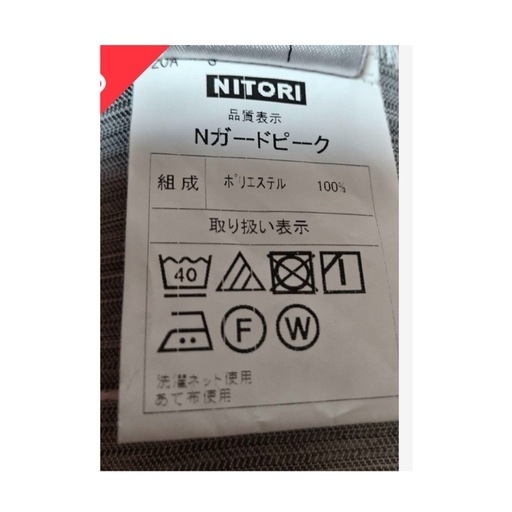 NITORI
品質表示
Nガードピーク
組成 ポリエステル 100%
取り扱い表示
40
F W
洗濯ネット使用
あて布使用